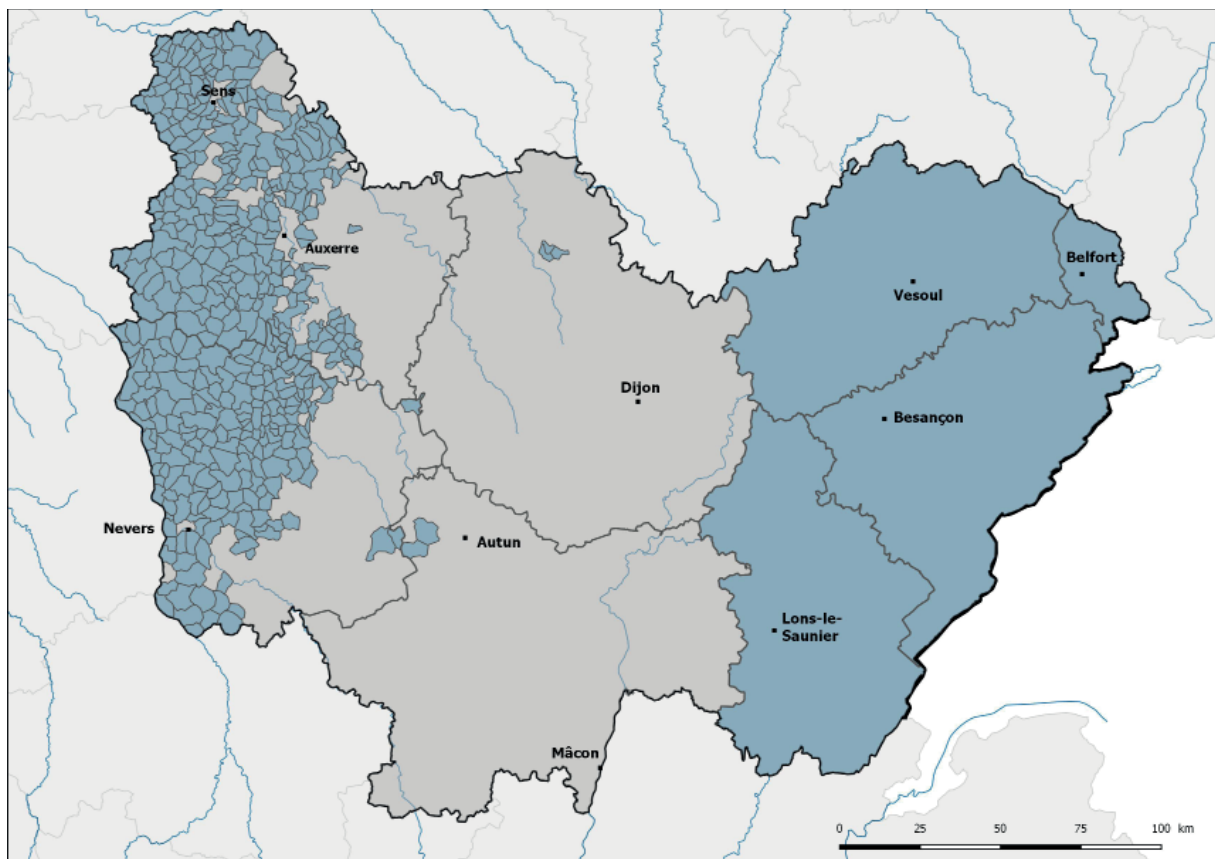 Sens
Auxerre
Belfort
Vesoul
Dijon
Besançon
Nevers
Autun
Lons-le-
Saunier
Mâcon
0 25 50 75 100 km